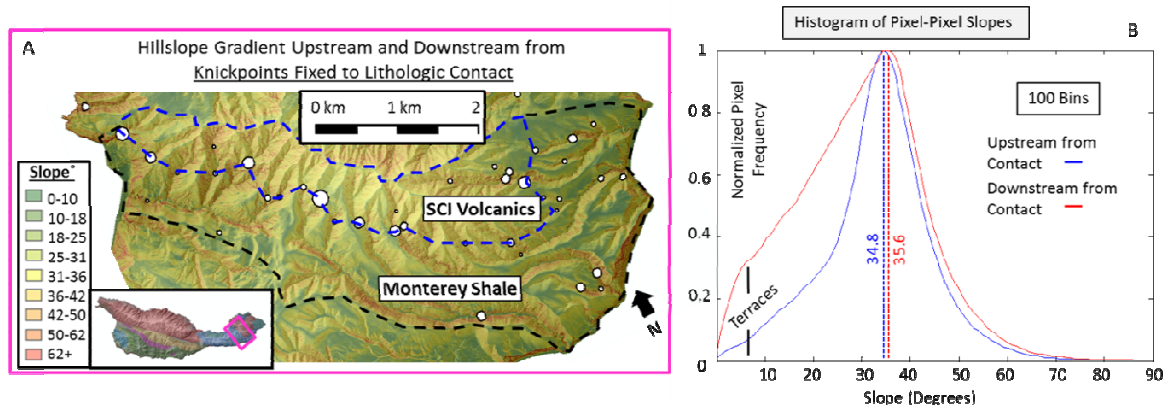 A
Hillslope Gradient Upstream and Downstream from
Knickpoints Fixed to Lithologic Contact
0 km 1 km 2
Slope°
0-10
10-18
18-25
25-31
31-36
36-42
42-50
50-62
62+
SCI Volcanics
Monterey Shale
N
Histogram of Pixel-Pixel Slopes
B
Normalized Pixel
Frequency
1
0.8
0.6
0.4
0.2
0
100 Bins
Upstream from
Contact
Downstream from
Contact
34.8
35.6
Terraces
10 20 30 40 50 60 70 80 90
Slope (Degrees)